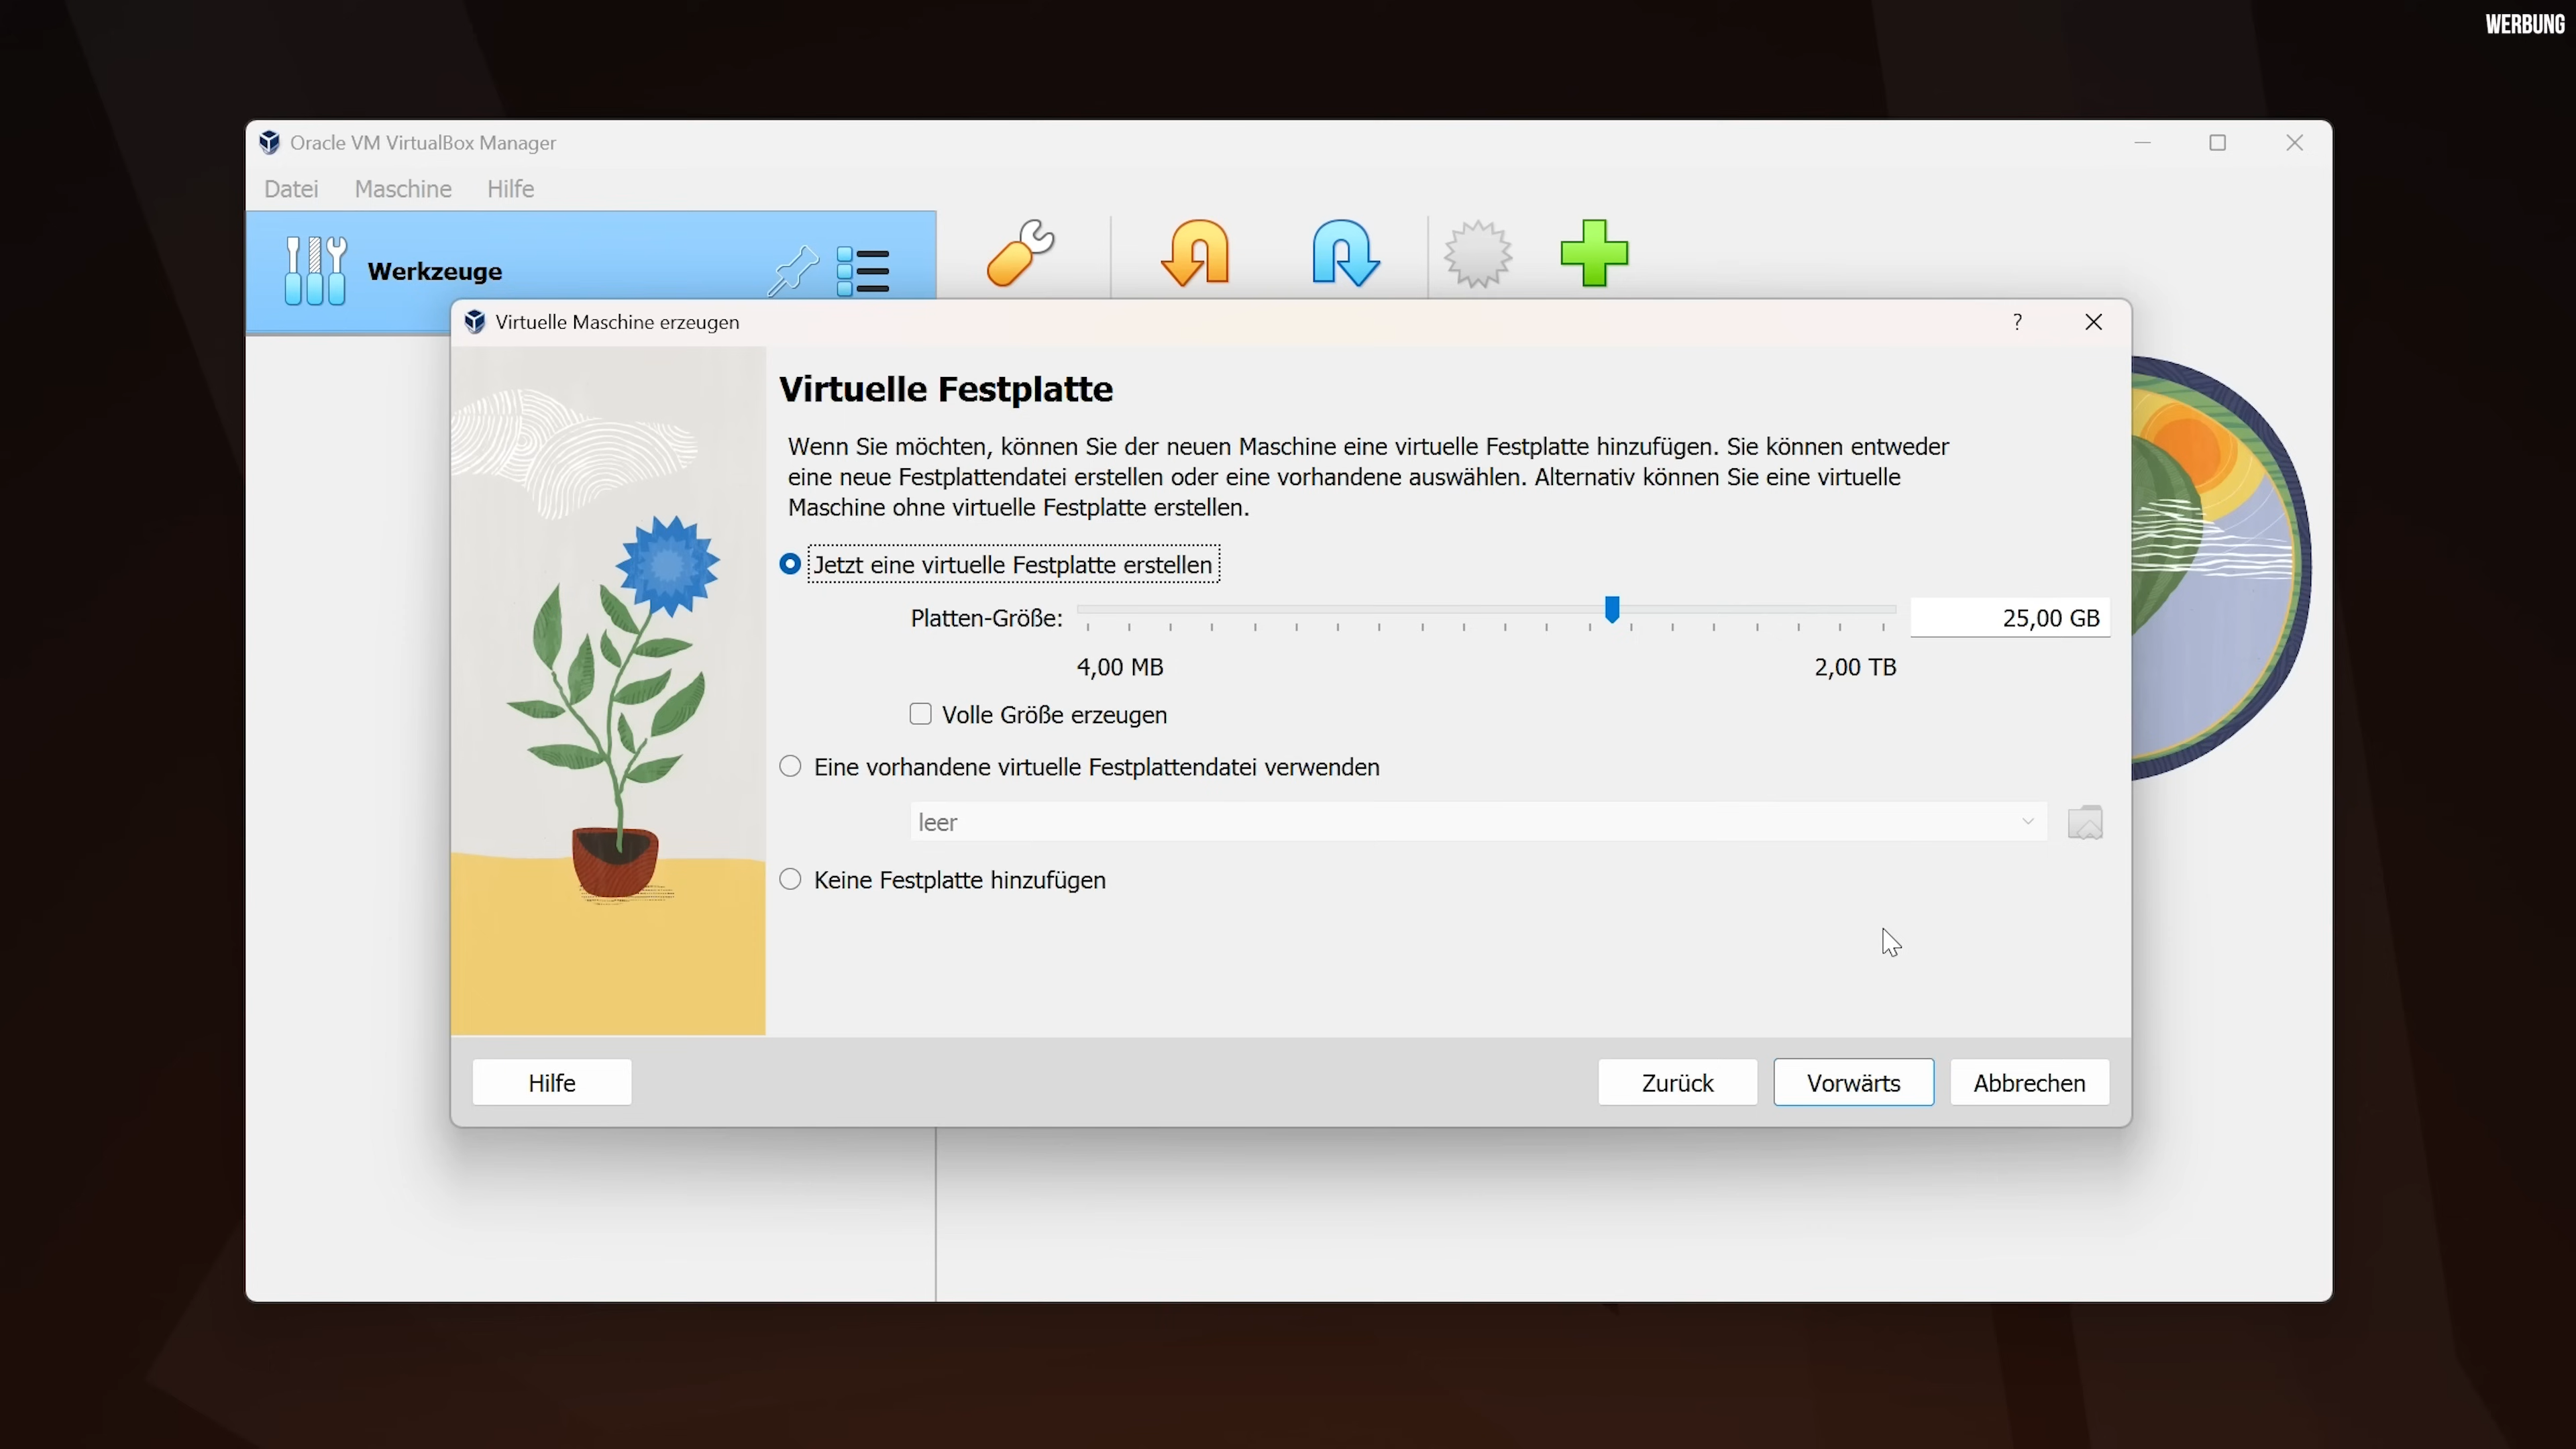 WERBUNG
Oracle VM VirtualBox Manager
Datei Maschine Hilfe
Werkzeuge
Virtuelle Maschine erzeugen
?
Virtuelle Festplatte
Wenn Sie möchten, können Sie der neuen Maschine eine virtuelle Festplatte hinzufügen. Sie können entweder
eine neue Festplattendatei erstellen oder eine vorhandene auswählen. Alternativ können Sie eine virtuelle
Maschine ohne virtuelle Festplatte erstellen.
Jetzt eine virtuelle Festplatte erstellen
Platten-Größe: 25,00 GB
4,00 MB 2,00 TB
Volle Größe erzeugen
Eine vorhandene virtuelle Festplattendatei verwenden
leer
Keine Festplatte hinzufügen
Hilfe Zurück Vorwärts Abbrechen